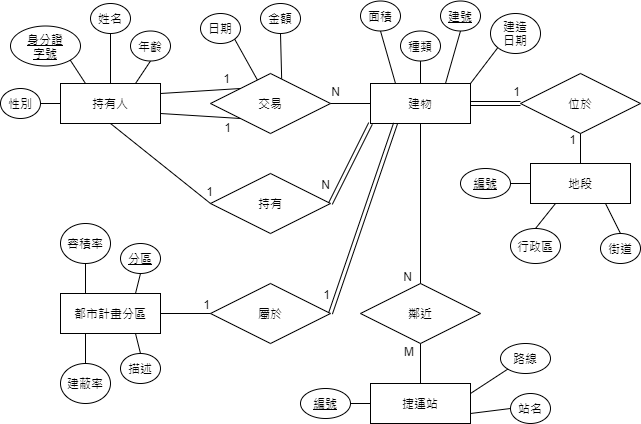 姓名
金額
面積
建號
日期
建造
日期
身分證
字號
年齡
種類
1
N
1
性別
持有人
交易
建物
位於
1
1
編號
地段
1
N
持有
行政區
街道
容積率
分區
N
1
1
都市計畫分區
屬於
鄰近
M
路線
建蔽率
描述
編號
捷運站
站名